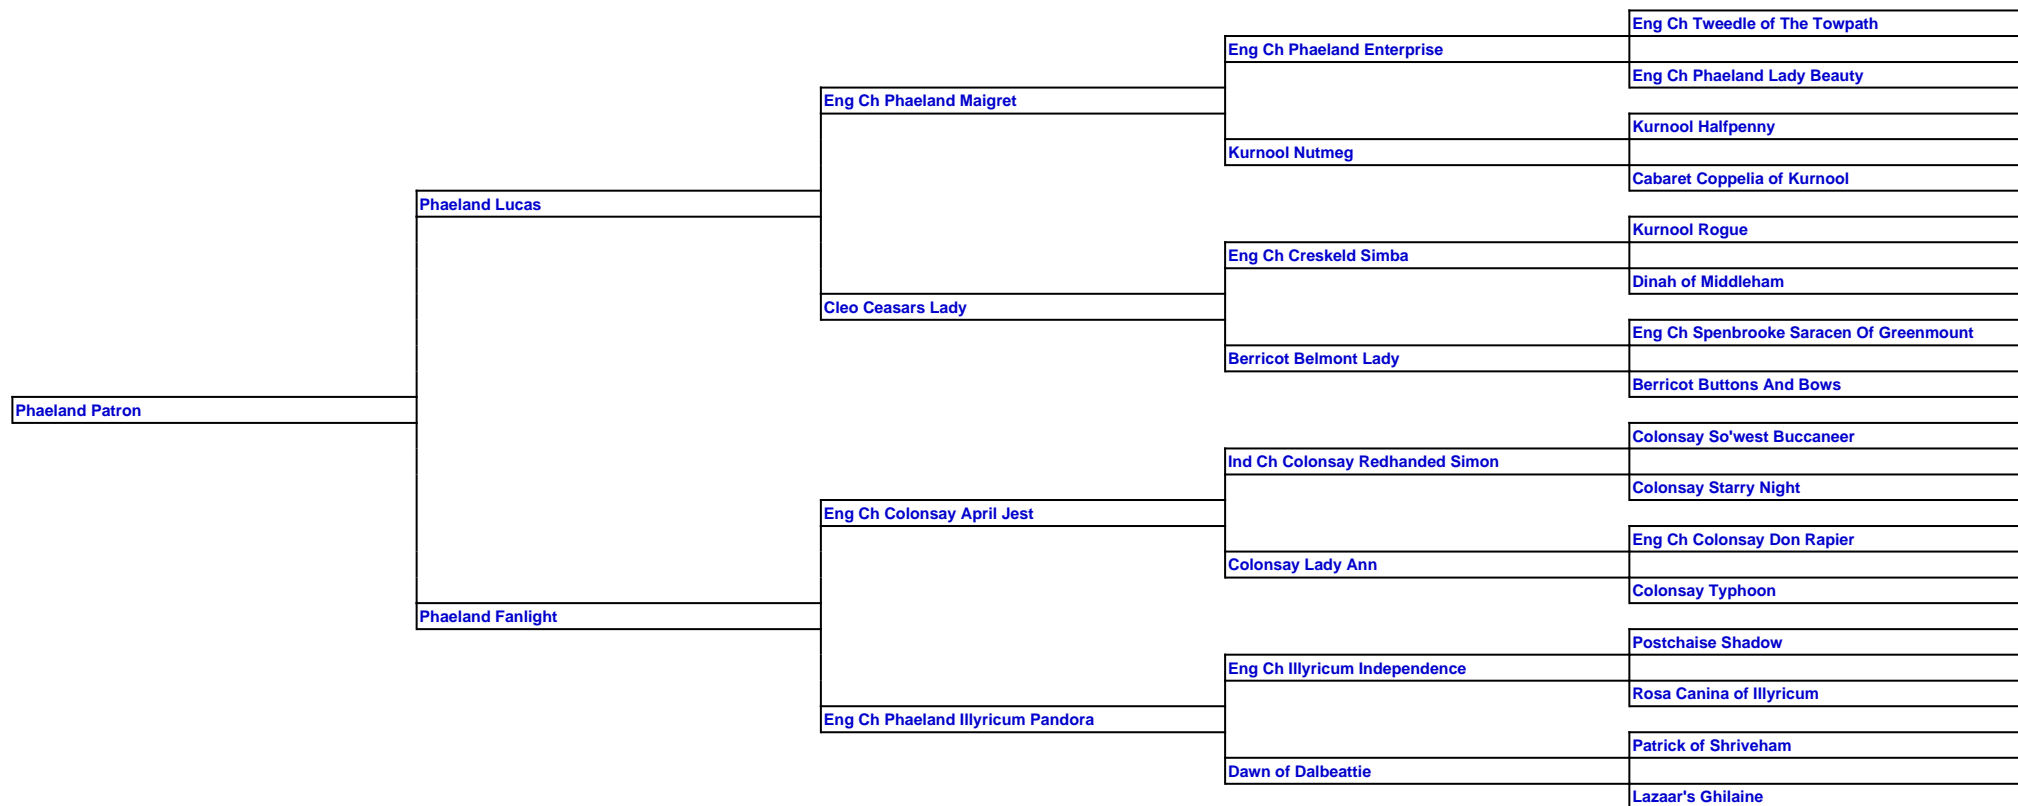 Eng Ch Tweedle of The Towpath
Eng Ch Phaeland Enterprise
Eng Ch Phaeland Lady Beauty
Eng Ch Phaeland Maigret
Kurnool Halfpenny
Kurnool Nutmeg
Cabaret Coppelia of Kurnool
Phaeland Lucas
Kurnool Rogue
Eng Ch Creskeld Simba
Dinah of Middleham
Cleo Ceasars Lady
Eng Ch Spenbrooke Saracen Of Greenmount
Berricot Belmont Lady
Berricot Buttons And Bows
Phaeland Patron
Colonsay So'west Buccaneer
Ind Ch Colonsay Redhanded Simon
Colonsay Starry Night
Eng Ch Colonsay April Jest
Eng Ch Colonsay Don Rapier
Colonsay Lady Ann
Colonsay Typhoon
Phaeland Fanlight
Postchaise Shadow
Eng Ch Illyricum Independence
Rosa Canina of Illyricum
Eng Ch Phaeland Illyricum Pandora
Patrick of Shriveham
Dawn of Dalbeattie
Lazaar's Ghilaine